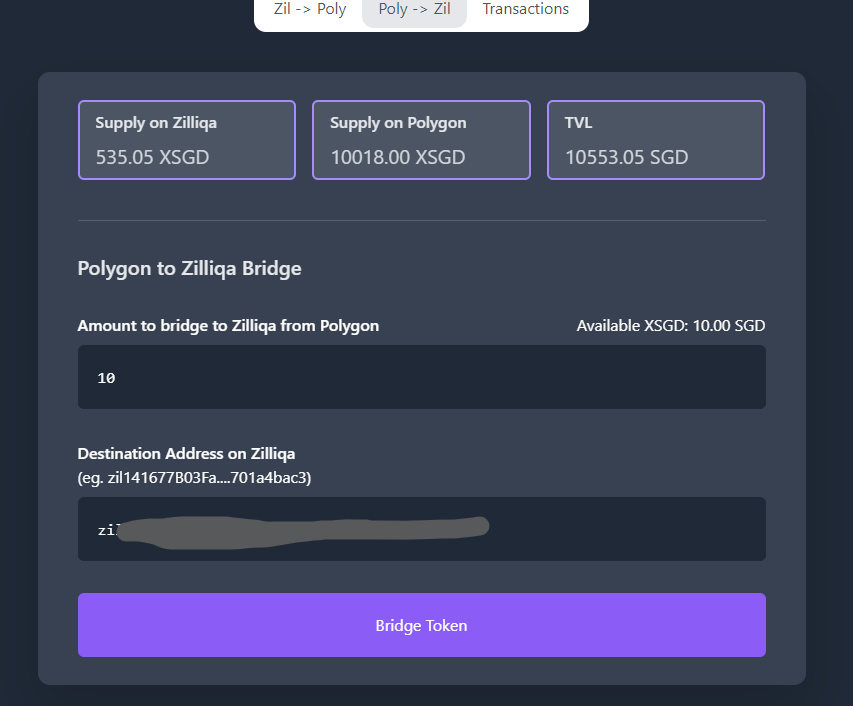 Zil -> Poly Poly -> Zil Transactions
Supply on Zilliqa Supply on Polygon TVL
535.05 XSGD 10018.00 XSGD 10553.05 SGD
Polygon to Zilliqa Bridge
Amount to bridge to Zilliqa from Polygon Available XSGD: 10.00 SGD
10
Destination Address on Zilliqa
(eg. zil141677B03Fa....701a4bac3)
zil
Bridge Token